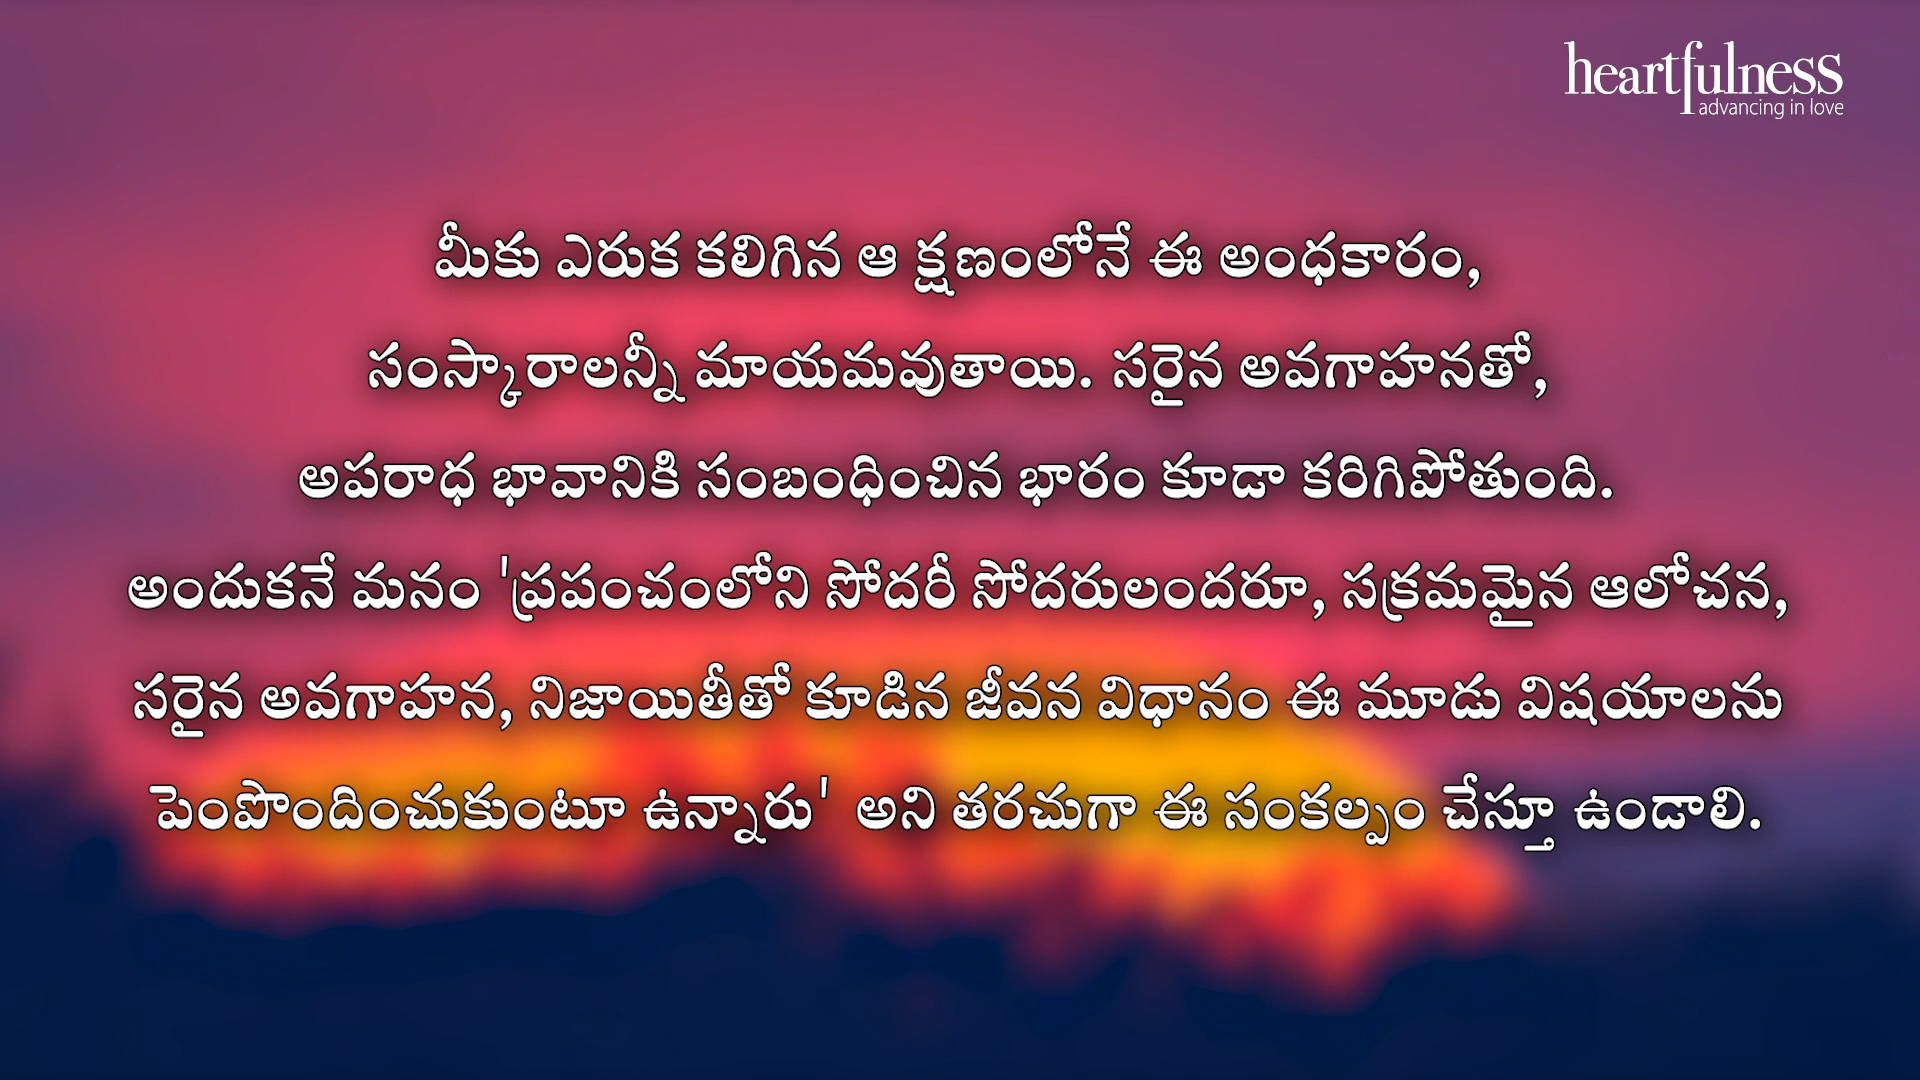 heartfulness
advancing in love
మీకు ఎరుక కలిగిన ఆ క్షణంలోనే ఈ అంధకారం,
సంస్కారాలన్నీ మాయమవుతాయి. సరైన అవగాహనతో,
అపరాధ భావానికి సంబంధించిన భారం కూడా కరిగిపోతుంది.
అందుకనే మనం 'ప్రపంచంలోని సోదరీ సోదరులందరూ, సక్రమమైన ఆలోచన,
సరైన అవగాహన, నిజాయితీతో కూడిన జీవన విధానం ఈ మూడు విషయాలను
పెంపొందించుకుంటూ ఉన్నారు' అని తరచుగా ఈ సంకల్పం చేస్తూ ఉండాలి.